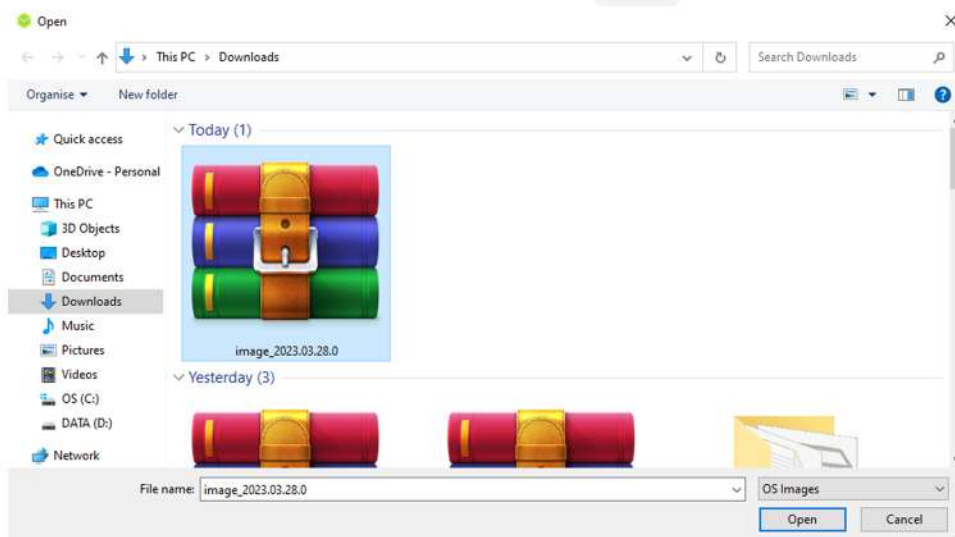 Open
This PC > Downloads
Search Downloads
Organise
New folder
Quick access
OneDrive - Personal
This PC
3D Objects
Desktop
Documents
Downloads
Music
Pictures
Videos
OS (C:)
DATA (D:)
Network
Today (1)
image_2023.03.28.0
Yesterday (3)
File name: image_2023.03.28.0
OS Images
Open
Cancel